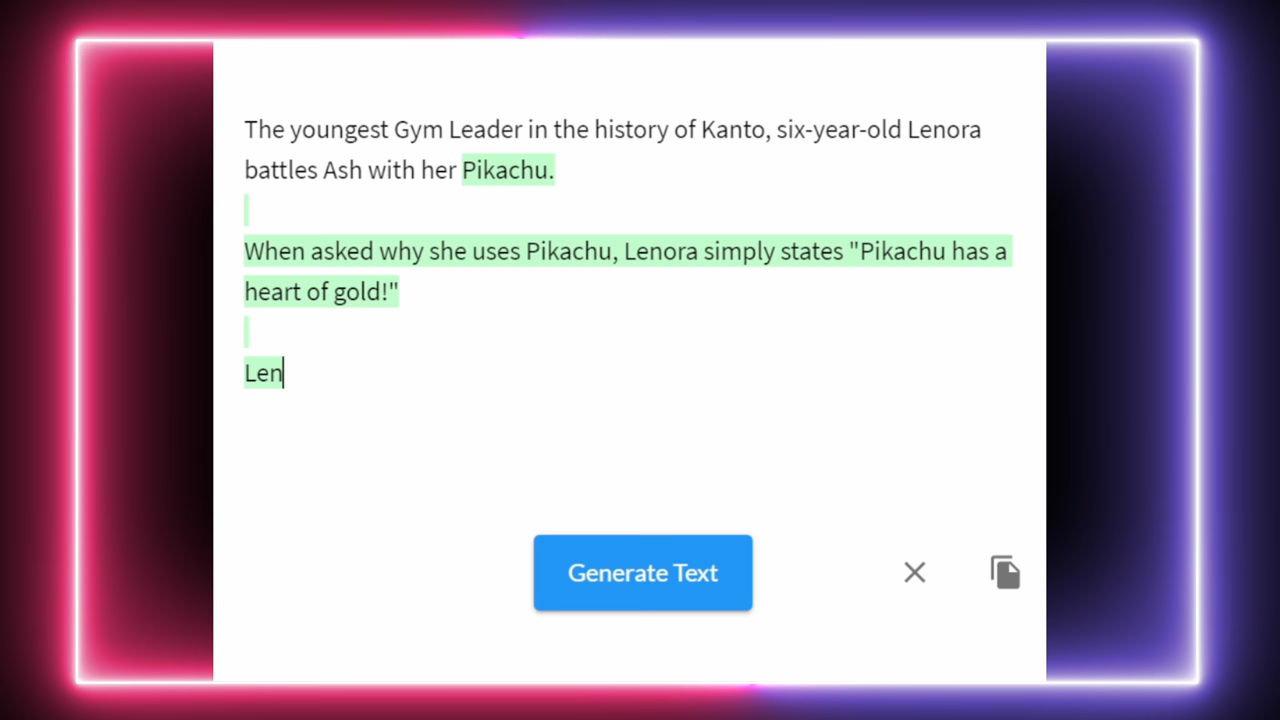 The youngest Gym Leader in the history of Kanto, six-year-old Lenora
battles Ash with her Pikachu.
When asked why she uses Pikachu, Lenora simply states "Pikachu has a
heart of gold!"
Len
Generate Text